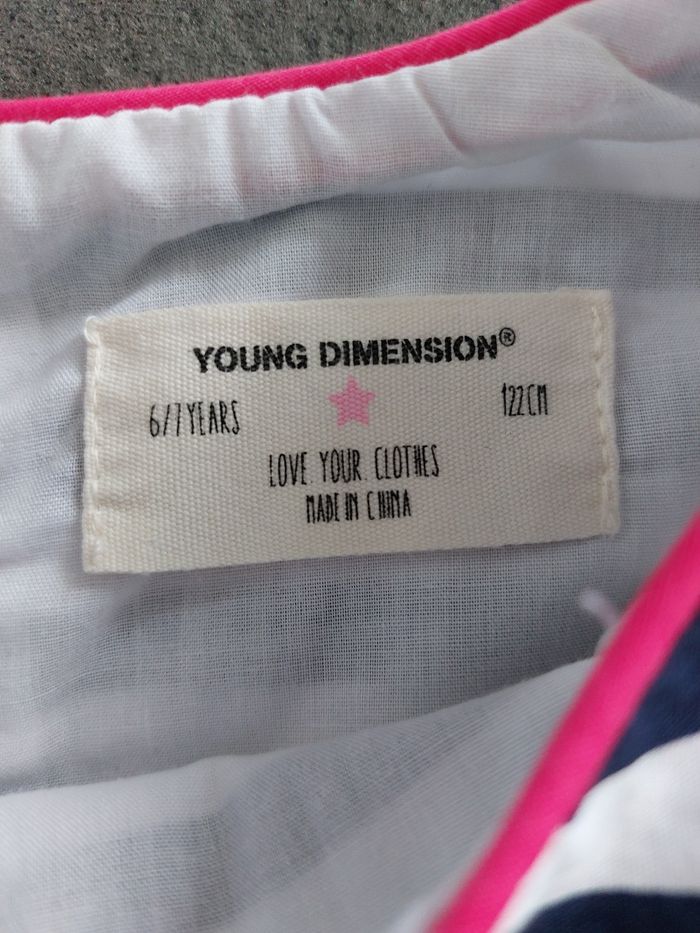 YOUNG DIMENSION®
6/7 YEARS 122CM
LOVE. YOUR. CLOTHES
MADE IN CHINA